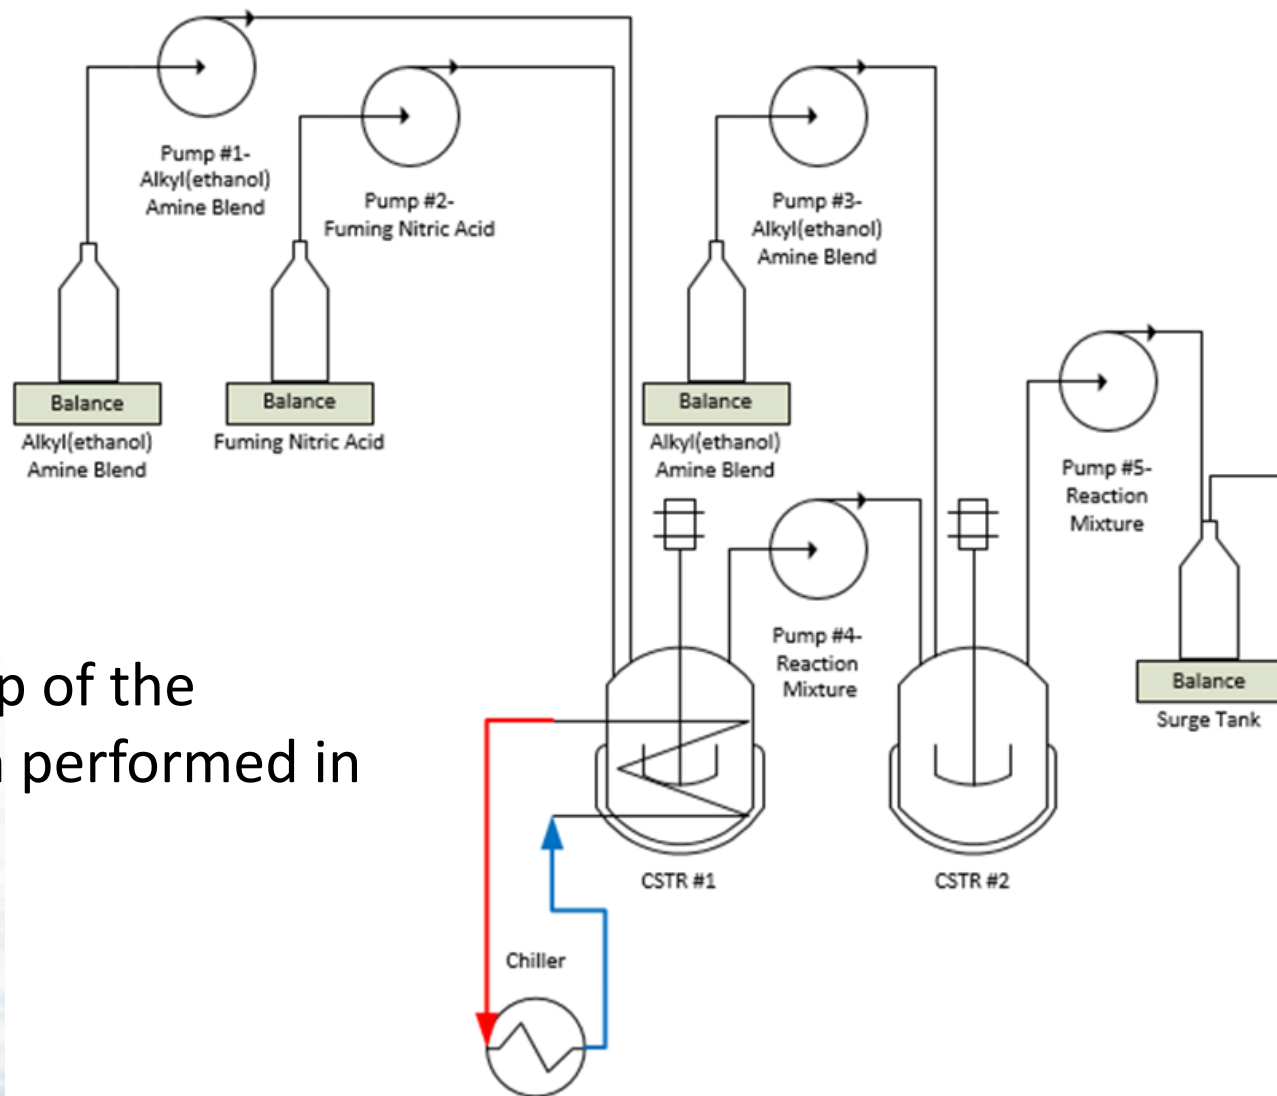 Pump #1-
Alkyl(ethanol)
Amine Blend
Pump #2-
Fuming Nitric Acid
Pump #3-
Alkyl(ethanol)
Amine Blend
Balance
Alkyl(ethanol)
Amine Blend
Balance
Fuming Nitric Acid
Balance
Alkyl(ethanol)
Amine Blend
Pump #5-
Reaction
Mixture
Pump #4-
Reaction
Mixture
Balance
Surge Tank
p of the
performed in
CSTR #1
CSTR #2
Chiller